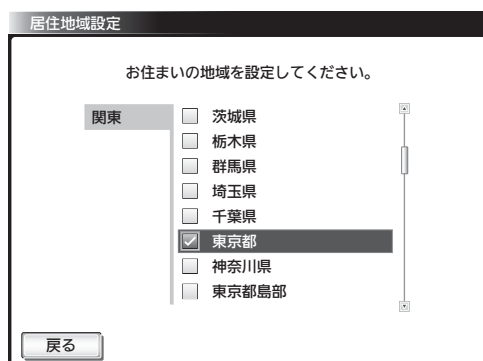 居住地域設定
お住まいの地域を設定してください。
関東
茨城県
栃木県
群馬県
埼玉県
千葉県
東京都
神奈川県
東京都島部
戻る